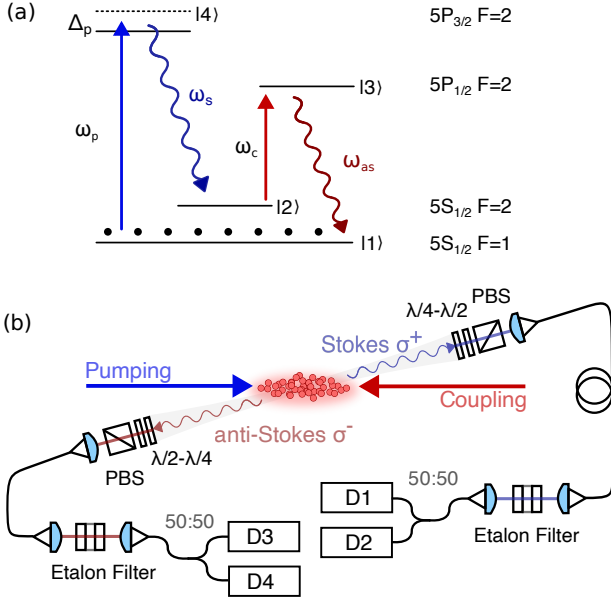 (a)
|4⟩
5P3/2 F=2
Δp
ωs
|3⟩
5P1/2 F=2
ωp
ωc
ωas
|2⟩
5S1/2 F=2
|1⟩
5S1/2 F=1
(b)
λ/4-λ/2
PBS
Stokes σ+
Pumping
Coupling
anti-Stokes σ-
λ/2-λ/4
PBS
50:50
D1
50:50
D3
D2
Etalon Filter
Etalon Filter
D4